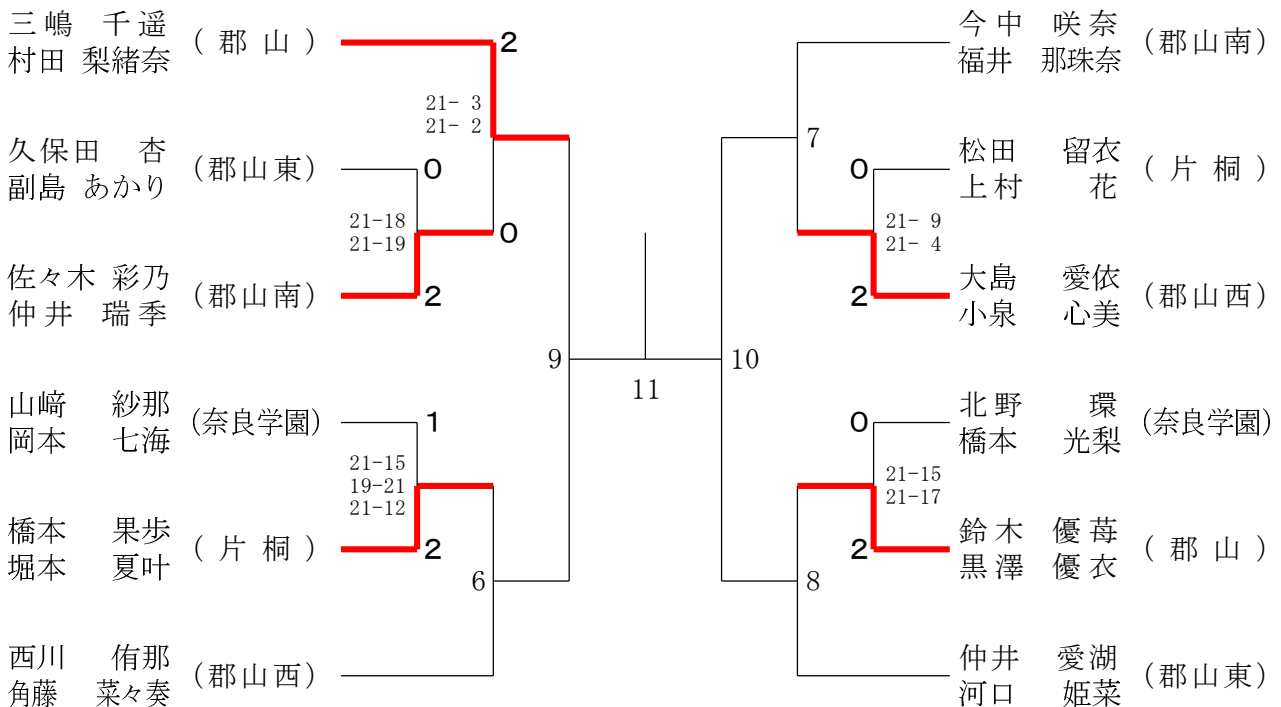 三嶋 千遥
村田 梨緒奈
(郡山)
2
21- 3
21- 2
久保田 杏
副島 あかり
(郡山東)
0
21-18
21-19
0
佐々木 彩乃
仲井 瑞季
(郡山南)
2
9
山﨑 紗那
岡本 七海
(奈良学園)
1
21-15
19-21
21-12
橋本 果歩
堀本 夏叶
(片桐)
2
6
西川 侑那
角藤 菜々奏
(郡山西)
11
今中 咲奈
福井 那珠奈
(郡山南)
7
松田 留衣
上村 花
(片桐)
0
21- 9
21- 4
大島 愛依
小泉 心美
(郡山西)
2
10
北野 環
橋本 光梨
(奈良学園)
0
21-15
21-17
鈴木 優苺
黒澤 優衣
(郡山)
2
8
仲井 愛湖
河口 姫菜
(郡山東)